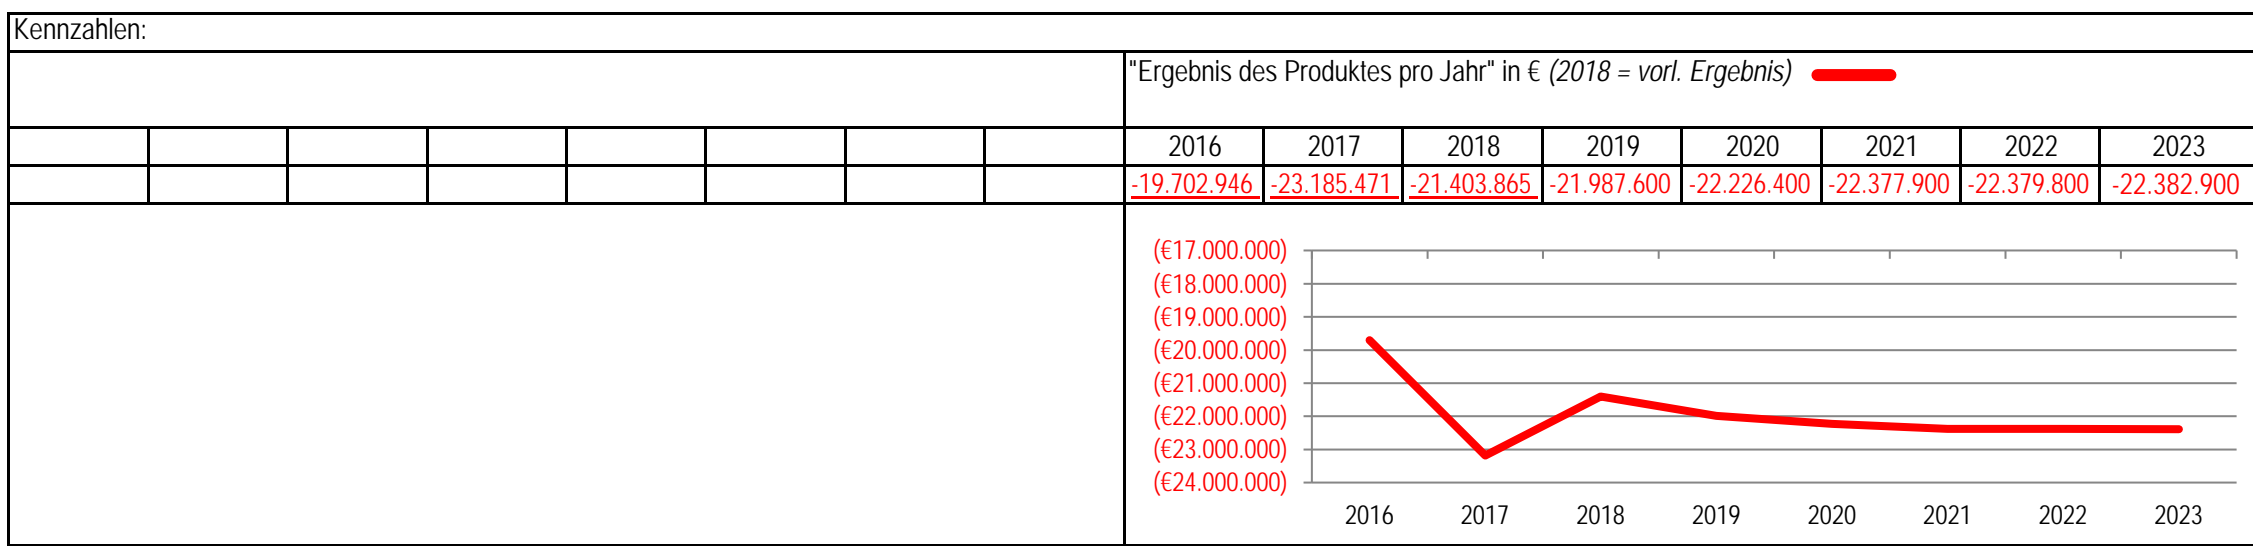 Kennzahlen:
"Ergebnis des Produktes pro Jahr" in € (2018 = vorl. Ergebnis)
2016 2017 2018 2019 2020 2021 2022 2023
-19.702.946 -23.185.471 -21.403.865 -21.987.600 -22.226.400 -22.377.900 -22.379.800 -22.382.900
(€17.000.000)
(€18.000.000)
(€19.000.000)
(€20.000.000)
(€21.000.000)
(€22.000.000)
(€23.000.000)
(€24.000.000)
2016 2017 2018 2019 2020 2021 2022 2023